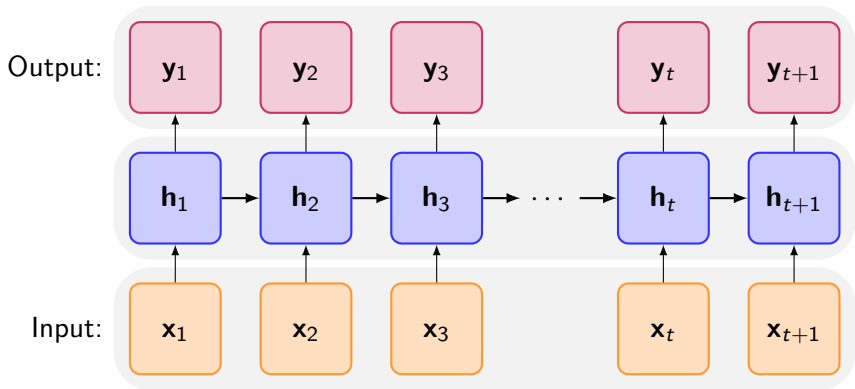 Output: y₁ y₂ y₃ yₜ yₜ₊₁
h₁ h₂ h₃ ··· hₜ hₜ₊₁
Input: x₁ x₂ x₃ xₜ xₜ₊₁